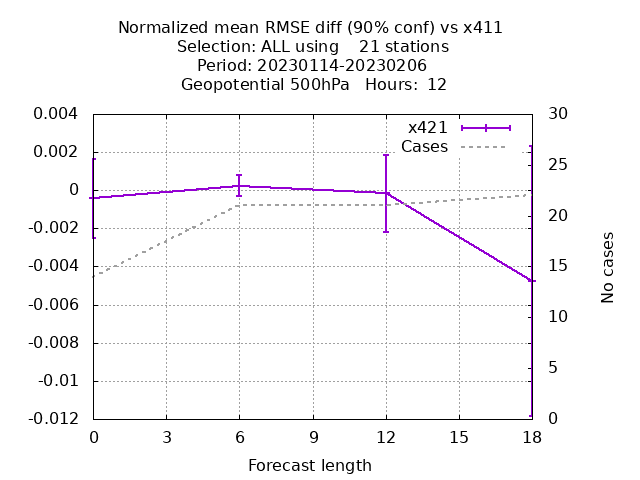 Normalized mean RMSE diff (90% conf) vs x411
Selection: ALL using    21 stations
Period: 20230114-20230206
Geopotential 500hPa   Hours:  12
0.004
0.002
0
-0.002
-0.004
-0.006
-0.008
-0.01
-0.012
x421
Cases
30
25
20
15
10
5
0
No cases
0 3 6 9 12 15 18
Forecast length